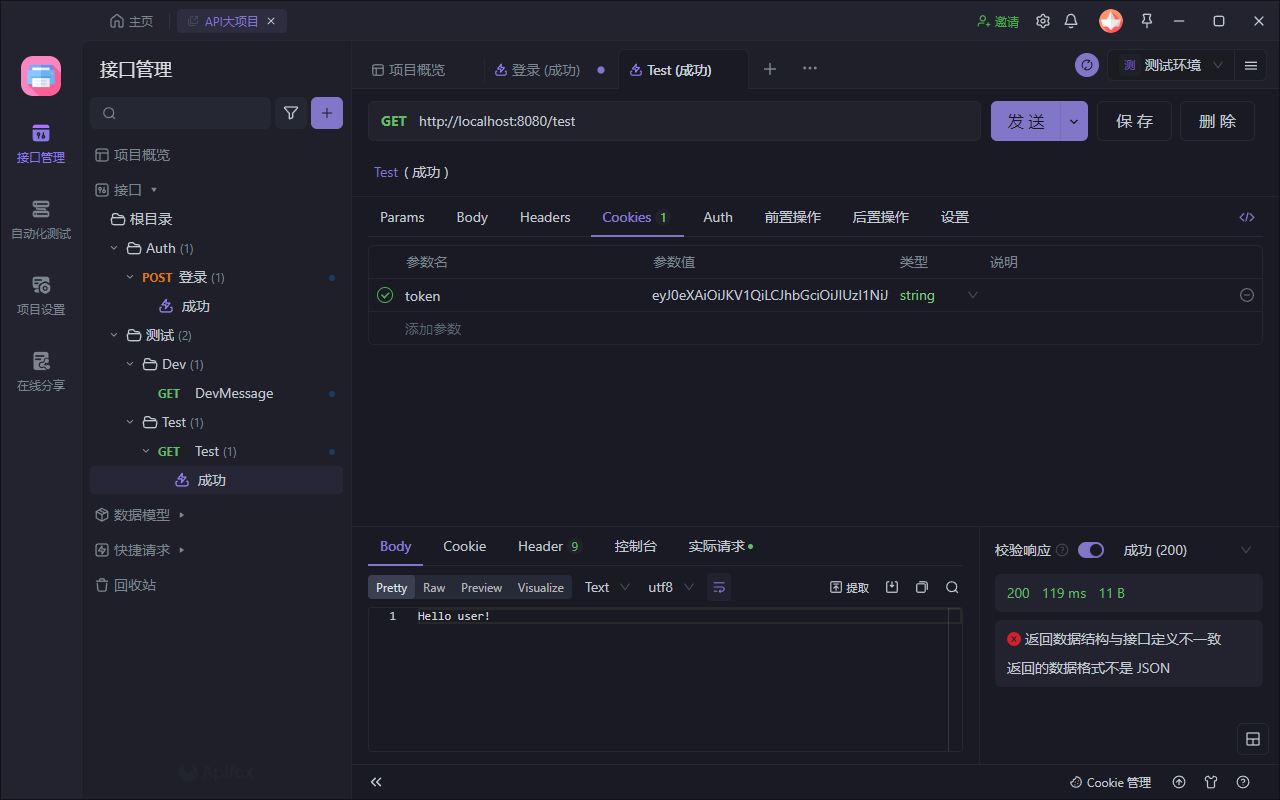 主页
API大项目
邀请
接口管理
自动化测试
项目设置
在线分享
接口管理
项目概览
接口
根目录
Auth (1)
POST 登录 (1)
成功
测试 (2)
Dev (1)
GET DevMessage
Test (1)
GET Test (1)
成功
数据模型
快捷请求
回收站
Apifox
项目概览
登录 (成功)
Test (成功)
测 测试环境
GET http://localhost:8080/test
发 送
保 存
删 除
Test ( 成功 )
Params Body Headers Cookies 1 Auth 前置操作 后置操作 设置
参数名 参数值 类型 说明
token eyJ0eXAiOiJKV1QiLCJhbGciOiJIUzI1NiJ string
添加参数
Body Cookie Header 9 控制台 实际请求
Pretty Raw Preview Visualize Text utf8 提取
1 Hello user!
校验响应 成功 (200)
200 119 ms 11 B
返回数据结构与接口定义不一致
返回的数据格式不是 JSON
Cookie 管理